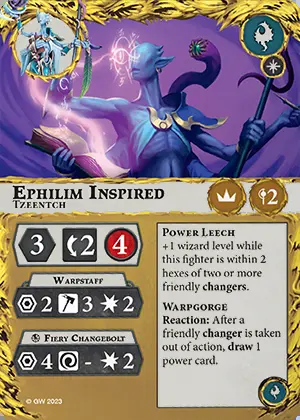 EPHILIM INSPIRED
TZEENTCH
2
3 2 4
WARPSTAFF
2 3 2
FIERY CHANGEBOLT
4 - 2
POWER LEECH
+1 wizard level while
this fighter is within 2
hexes of two or more
friendly changers.
WARPGORGE
Reaction: After a
friendly changer is taken
out of action, draw 1
power card.
© GW 2023